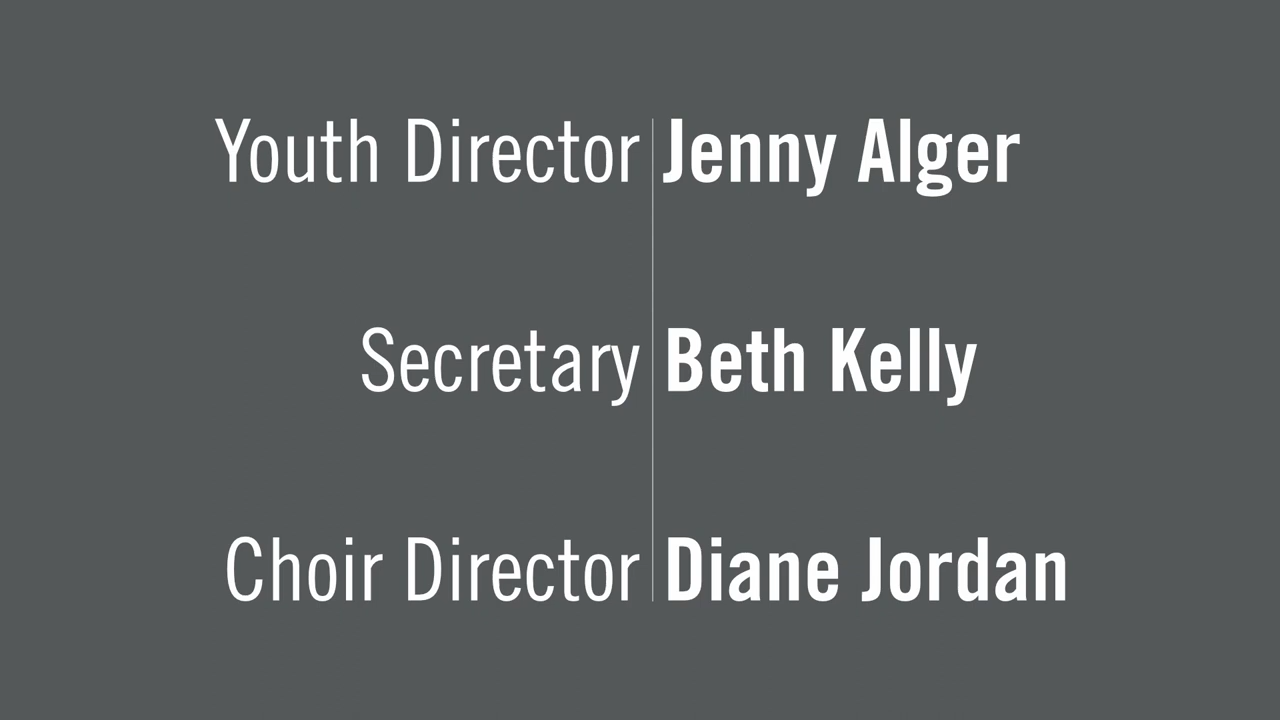 Youth Director Jenny Alger
Secretary Beth Kelly
Choir Director Diane Jordan